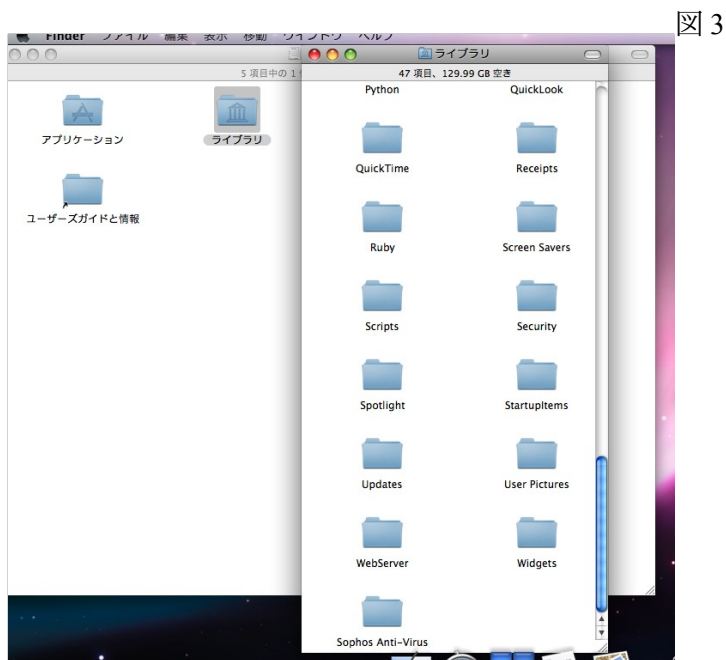 図 3
Finder ファイル 編集 表示 移動 ウインドウ ヘルプ
5 項目中の 1
アプリケーション
ライブラリ
ユーザーズガイドと情報
ライブラリ
47 項目、129.99 GB 空き
Python QuickLook
QuickTime Receipts
Ruby Screen Savers
Scripts Security
Spotlight StartupItems
Updates User Pictures
WebServer Widgets
Sophos Anti-Virus